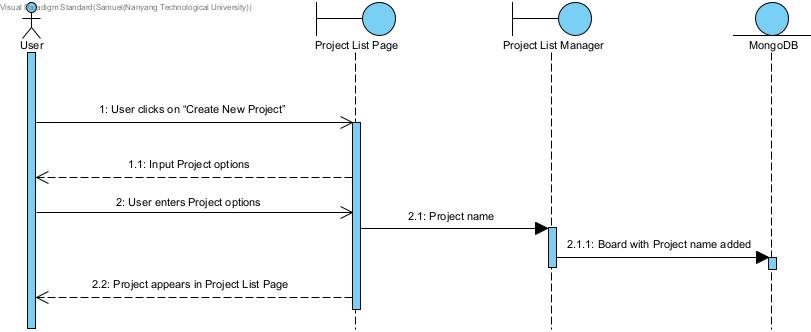 Visual Paradigm Standard(Samuel(Nanyang Technological University))
User
Project List Page
Project List Manager
MongoDB
1: User clicks on “Create New Project”
1.1: Input Project options
2: User enters Project options
2.1: Project name
2.1.1: Board with Project name added
2.2: Project appears in Project List Page